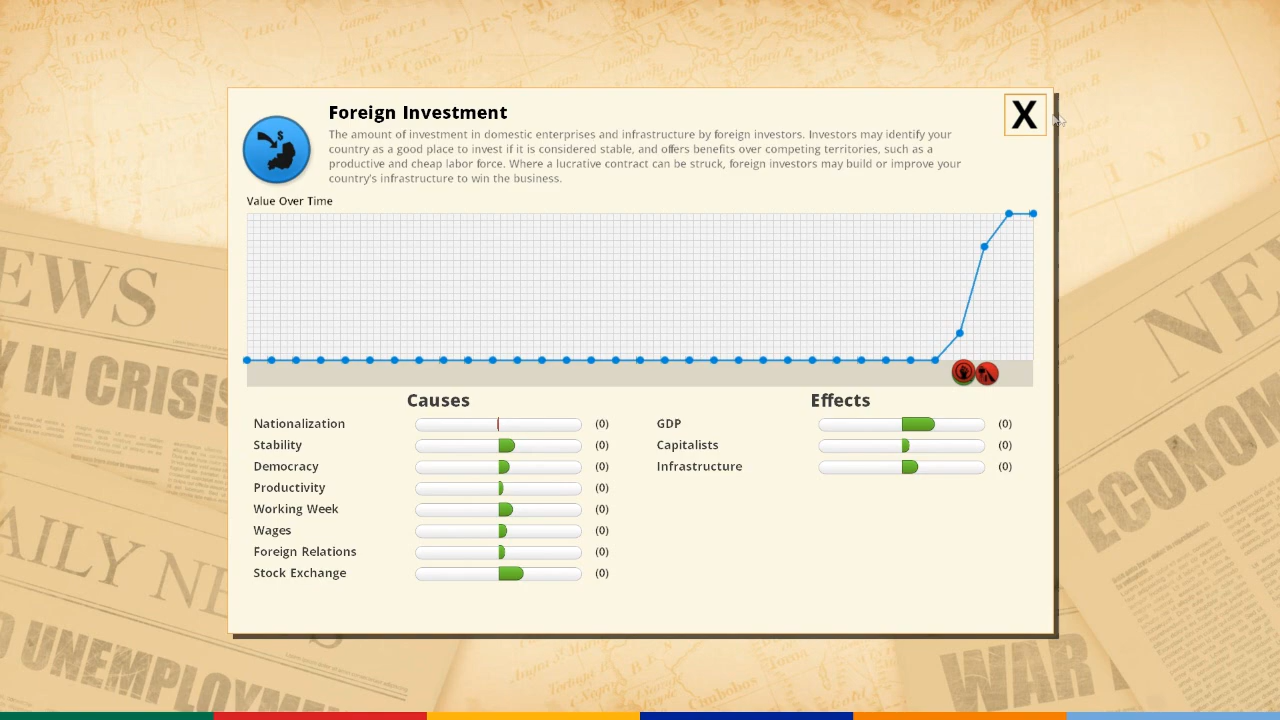 Foreign Investment
X
The amount of investment in domestic enterprises and infrastructure by foreign investors. Investors may identify your
country as a good place to invest if it is considered stable, and offers benefits over competing territories, such as a
productive and cheap labor force. Where a lucrative contract can be struck, foreign investors may build or improve your
country's infrastructure to win the business.
Value Over Time
$
Causes
Nationalization (0)
Stability (0)
Democracy (0)
Productivity (0)
Working Week (0)
Wages (0)
Foreign Relations (0)
Stock Exchange (0)
Effects
GDP (0)
Capitalists (0)
Infrastructure (0)
EWS
Y IN CRISIS
AILY NE
S
UNEMPLOYME
NE
ECONOM
WAR